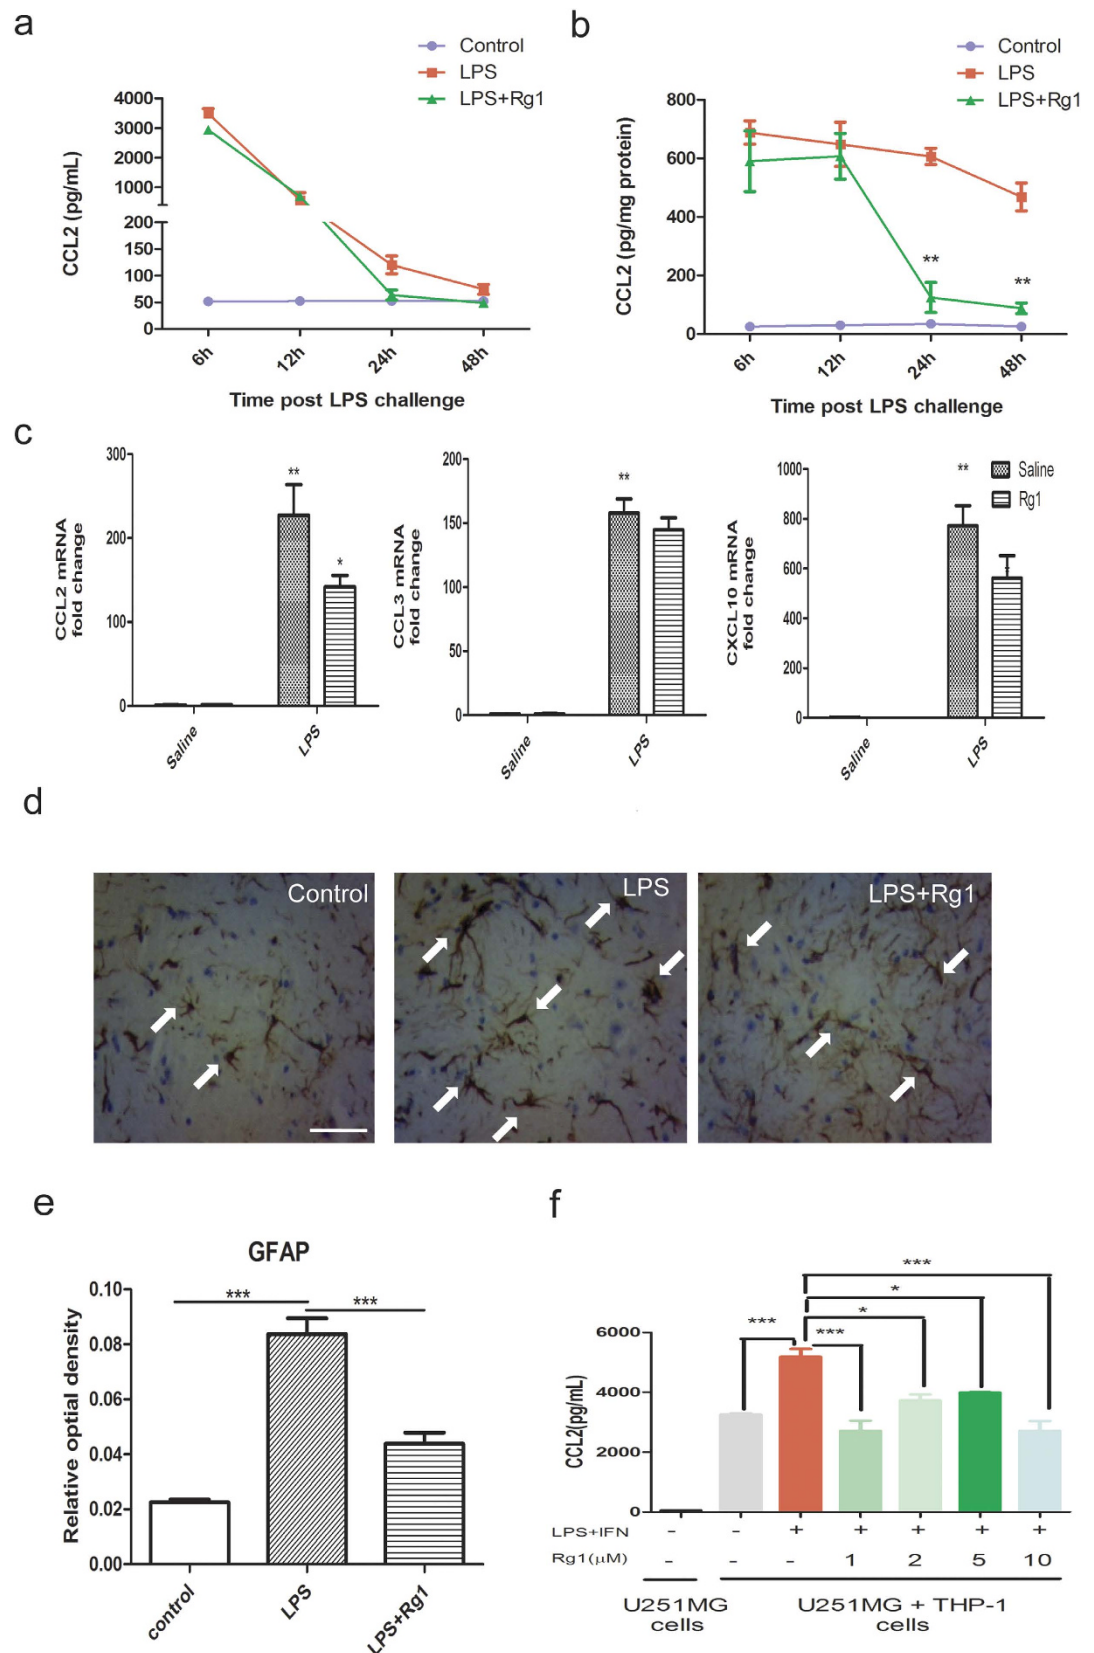 a
Control
LPS
LPS+Rg1
4000
3000
2000
1000
200
150
100
50
0
CCL2 (pg/mL)
6h
12h
24h
48h
Time post LPS challenge
b
Control
LPS
LPS+Rg1
800
600
400
200
0
CCL2 (pg/mg protein)
**
**
6h
12h
24h
48h
Time post LPS challenge
c
300
200
100
0
CCL2 mRNA
fold change
**
*
Saline
LPS
200
150
100
50
0
CCL3 mRNA
fold change
**
Saline
LPS
1000
800
600
400
200
0
CXCL10 mRNA
fold change
**
Saline
Rg1
Saline
LPS
d
Control
LPS
LPS+Rg1
e
GFAP
0.10
0.08
0.06
0.04
0.02
0.00
Relative optial density
***
***
control
LPS
LPS+Rg1
f
***
*
*
***
***
6000
4000
2000
0
CCL2(pg/mL)
LPS+IFN - - + + + + +
Rg1(μM) - - - 1 2 5 10
U251MG
cells
U251MG + THP-1
cells